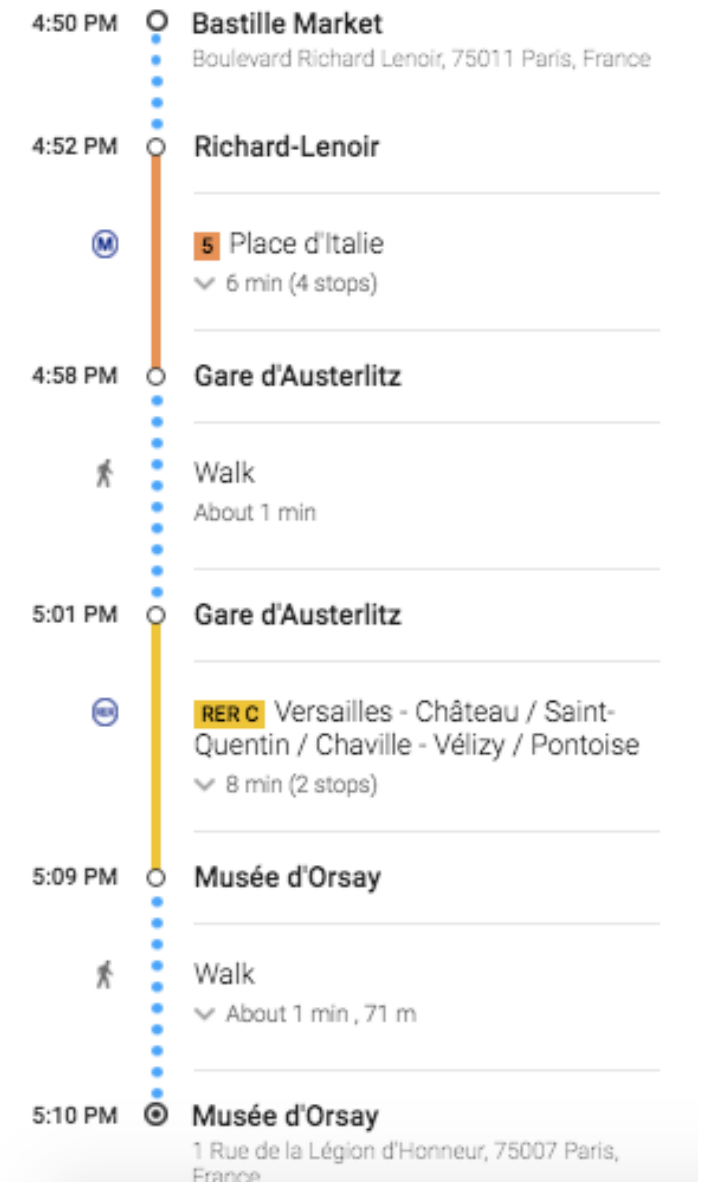 4:50 PM Bastille Market
Boulevard Richard Lenoir, 75011 Paris, France
4:52 PM Richard-Lenoir
M 5 Place d'Italie
6 min (4 stops)
4:58 PM Gare d'Austerlitz
Walk
About 1 min
5:01 PM Gare d'Austerlitz
RER RER C Versailles - Château / Saint-
Quentin / Chaville - Vélizy / Pontoise
8 min (2 stops)
5:09 PM Musée d'Orsay
Walk
About 1 min , 71 m
5:10 PM Musée d'Orsay
1 Rue de la Légion d'Honneur, 75007 Paris,
France